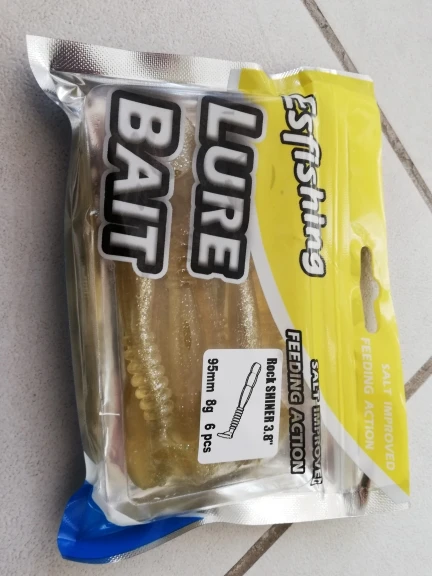 SALT IMPROVED
FEEDING ACTION
ESfishing
SALT IMPROVED
FEEDING ACTION
LURE
BAIT
Rock SHINER 3.8"
95mm 8g 6 pcs